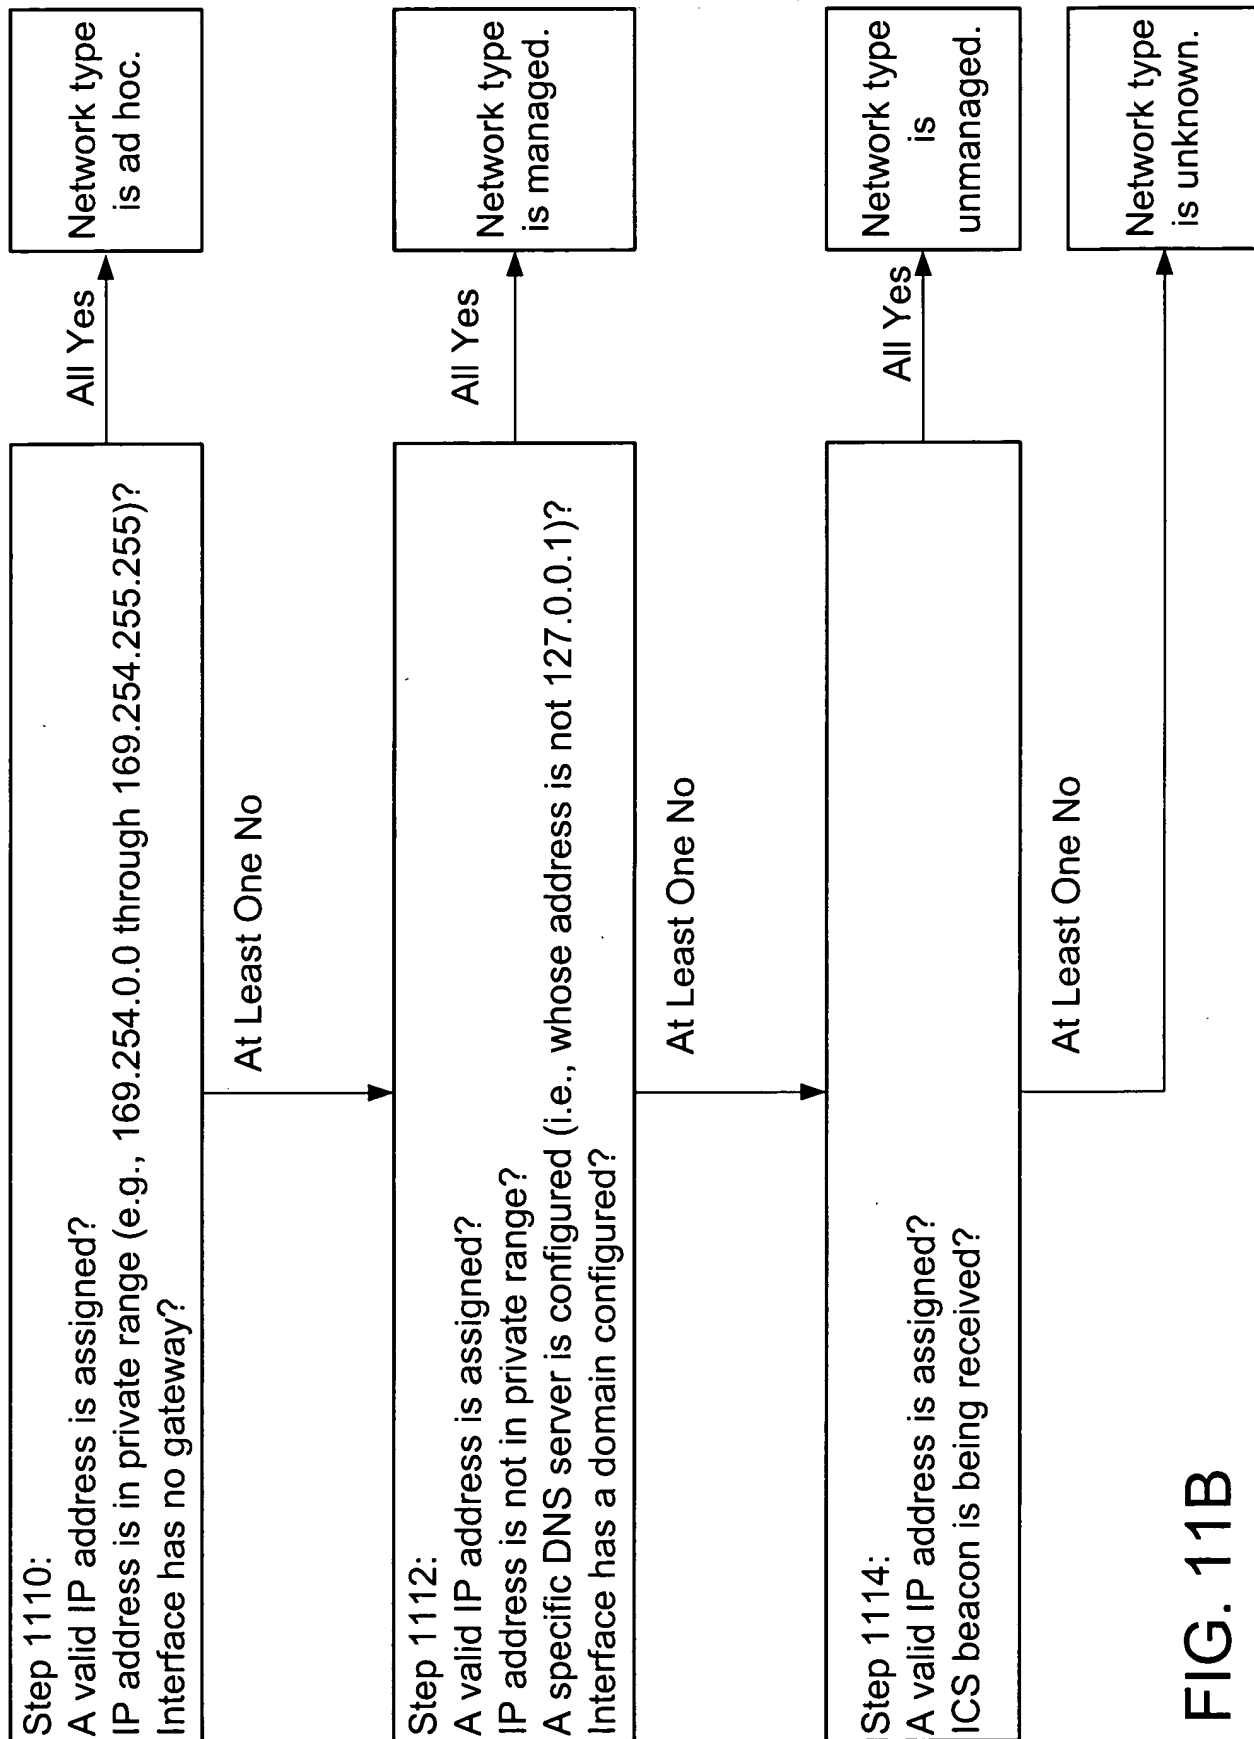 Step 1110:
A valid IP address is assigned?
IP address is in private range (e.g., 169.254.0.0 through 169.254.255.255)?
Interface has no gateway?
All Yes
Network type
is ad hoc.
At Least One No
Step 1112:
A valid IP address is assigned?
IP address is not in private range?
A specific DNS server is configured (i.e., whose address is not 127.0.0.1)?
Interface has a domain configured?
All Yes
Network type
is managed.
At Least One No
Step 1114:
A valid IP address is assigned?
ICS beacon is being received?
All Yes
Network type
is
unmanaged.
At Least One No
Network type
is unknown.
FIG. 11B